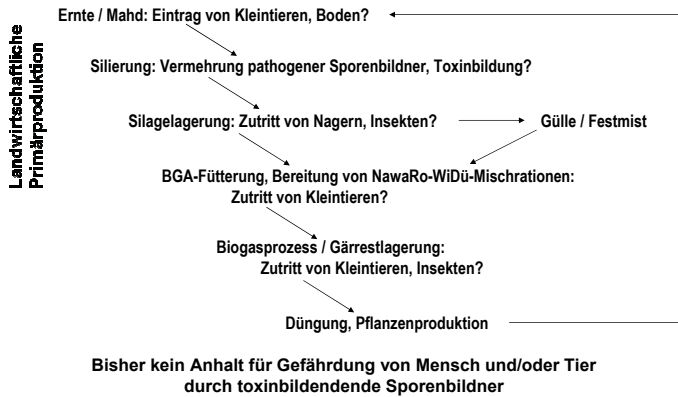 Landwirtschaftliche
Primärproduktion
Ernte / Mahd: Eintrag von Kleintieren, Boden?
Silierung: Vermehrung pathogener Sporenbildner, Toxinbildung?
Silagelagerung: Zutritt von Nagern, Insekten?
Gülle / Festmist
BGA-Fütterung, Bereitung von NawaRo-WiDü-Mischrationen:
Zutritt von Kleintieren?
Biogasprozess / Gärrestlagerung:
Zutritt von Kleintieren, Insekten?
Düngung, Pflanzenproduktion
Bisher kein Anhalt für Gefährdung von Mensch und/oder Tier
durch toxinbildendende Sporenbildner